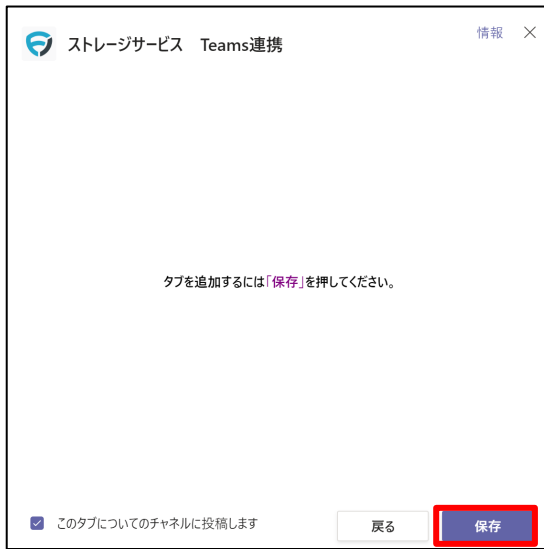 ストレージサービス　Teams連携
情報
タブを追加するには「保存」を押してください。
このタブについてのチャネルに投稿します
戻る
保存